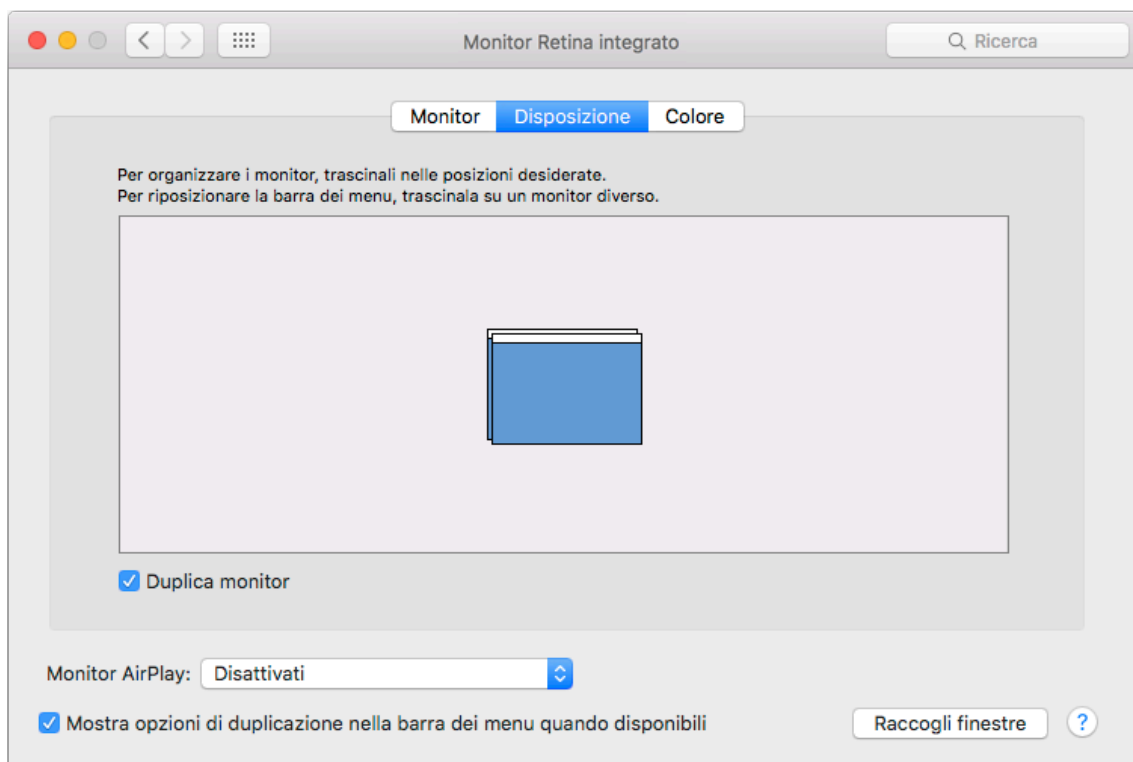 Monitor Retina integrato
Ricerca
Monitor Disposizione Colore
Per organizzare i monitor, trascinali nelle posizioni desiderate.
Per riposizionare la barra dei menu, trascinala su un monitor diverso.
Duplica monitor
Monitor AirPlay: Disattivati
Mostra opzioni di duplicazione nella barra dei menu quando disponibili
Raccogli finestre
?